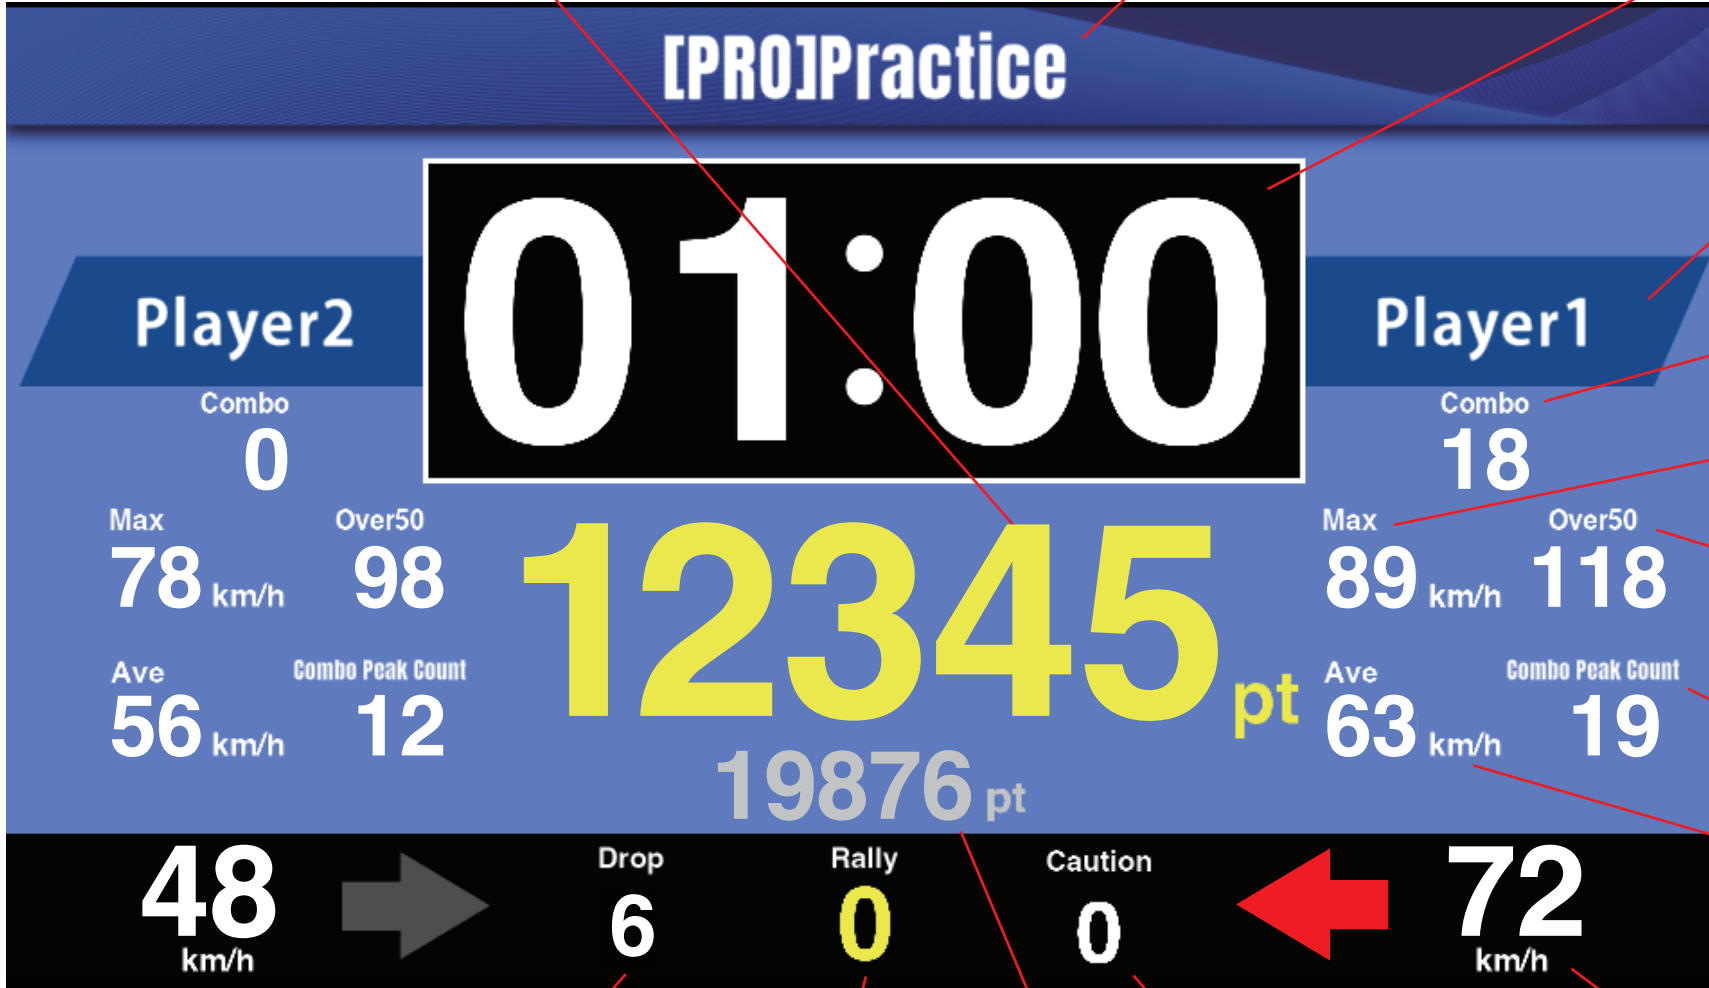 [PRO]Practice
01:00
Player2
Player1
Combo
0
Combo
18
Max
78 km/h
Over50
98
Max
89 km/h
Over50
118
12345 pt
Ave
56 km/h
Combo Peak Count
12
Ave
63 km/h
Combo Peak Count
19
19876 pt
48
km/h
Drop
6
Rally
0
Caution
0
72
km/h